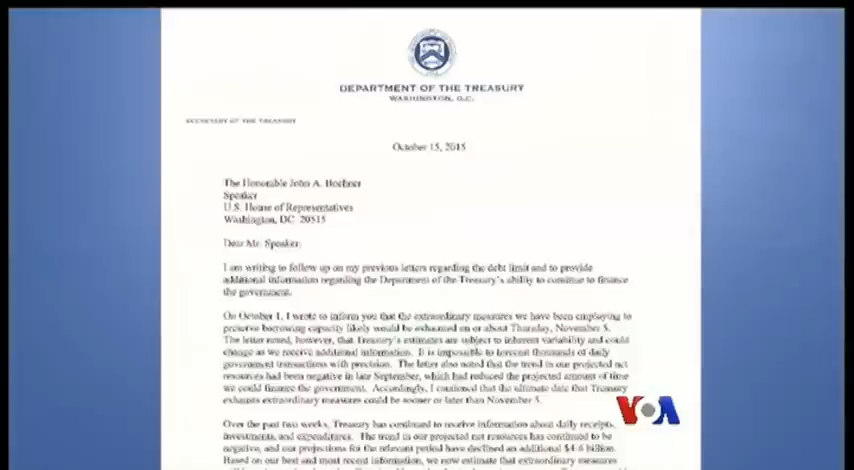 DEPARTMENT OF THE TREASURY
WASHINGTON, D.C.
SECRETARY OF THE TREASURY
October 15, 2015
The Honorable John A. Boehner
Speaker
U.S. House of Representatives
Washington, DC 20515
Dear Mr. Speaker:
I am writing to follow up on my previous letters regarding the debt limit and to provide
additional information regarding the Department of the Treasury's ability to continue to finance
the government.
On October 1, I wrote to inform you that the extraordinary measures we have been employing to
preserve borrowing capacity likely would be exhausted on or about Thursday, November 5.
The letter noted, however, that Treasury's estimates are subject to inherent variability and could
change as we receive additional information. It is impossible to forecast thousands of daily
government transactions with precision. The letter also noted that the trend in our projected net
resources had been negative in late September, which had reduced the projected amount of time
we could finance the government. Accordingly, I cautioned that the ultimate date that Treasury
exhausts extraordinary measures could be sooner or later than November 5.
Over the past two weeks, Treasury has continued to receive information about daily receipts,
investments, and expenditures. The trend in our projected net resources has continued to be
negative, and our projections for the relevant period have declined an additional $4-6 billion.
Based on our best and most recent information, we now estimate that extraordinary measures
VOA